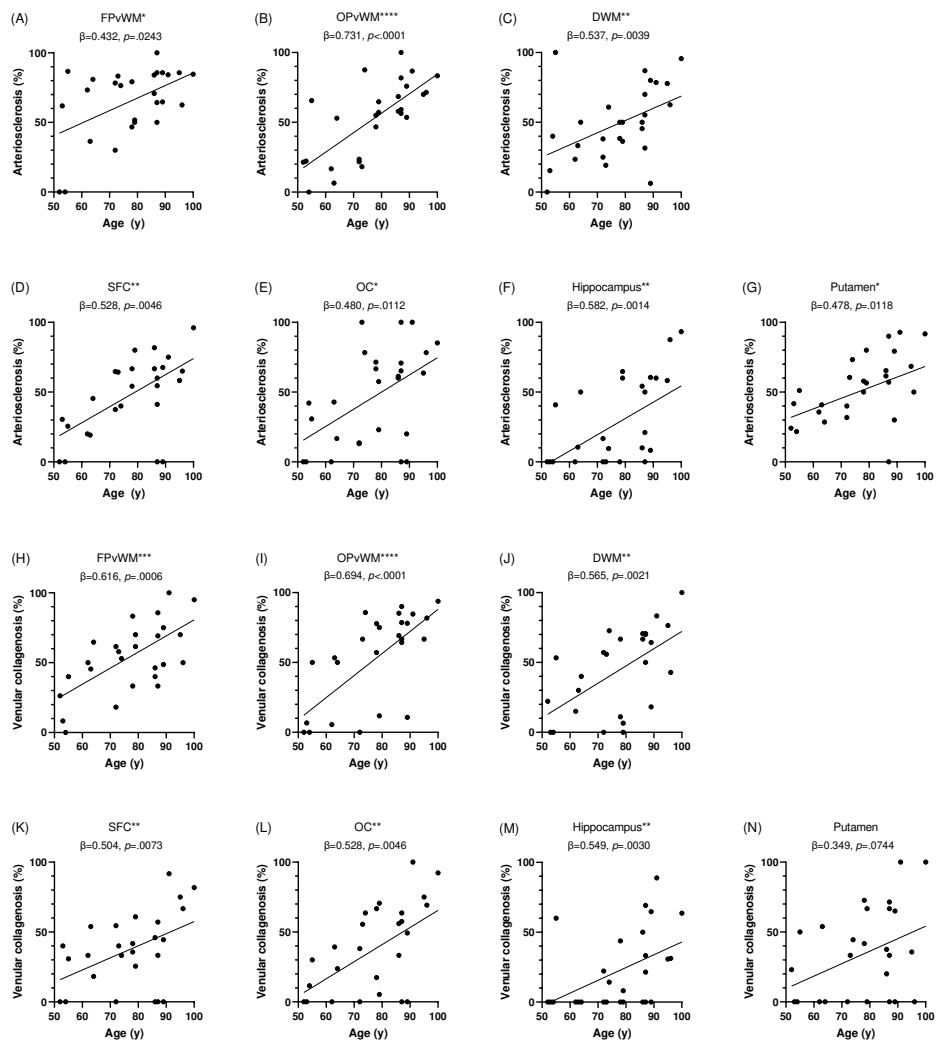 (A) FPvWM*
β=0.432, p=.0243
Arteriosclerosis (%)
100
50
0
50 60 70 80 90 100
Age (y)
(B) OPvWM****
β=0.731, p<.0001
Arteriosclerosis (%)
100
50
0
50 60 70 80 90 100
Age (y)
(C) DWM**
β=0.537, p=.0039
Arteriosclerosis (%)
100
50
0
50 60 70 80 90 100
Age (y)
(D) SFC**
β=0.528, p=.0046
Arteriosclerosis (%)
100
50
0
50 60 70 80 90 100
Age (y)
(E) OC*
β=0.480, p=.0112
Arteriosclerosis (%)
100
50
0
50 60 70 80 90 100
Age (y)
(F) Hippocampus**
β=0.582, p=.0014
Arteriosclerosis (%)
100
50
0
50 60 70 80 90 100
Age (y)
(G) Putamen*
β=0.478, p=.0118
Arteriosclerosis (%)
100
50
0
50 60 70 80 90 100
Age (y)
(H) FPvWM***
β=0.616, p=.0006
Venular collagenosis (%)
100
50
0
50 60 70 80 90 100
Age (y)
(I) OPvWM****
β=0.694, p<.0001
Venular collagenosis (%)
100
50
0
50 60 70 80 90 100
Age (y)
(J) DWM**
β=0.565, p=.0021
Venular collagenosis (%)
100
50
0
50 60 70 80 90 100
Age (y)
(K) SFC**
β=0.504, p=.0073
Venular collagenosis (%)
100
50
0
50 60 70 80 90 100
Age (y)
(L) OC**
β=0.528, p=.0046
Venular collagenosis (%)
100
50
0
50 60 70 80 90 100
Age (y)
(M) Hippocampus**
β=0.549, p=.0030
Venular collagenosis (%)
100
50
0
50 60 70 80 90 100
Age (y)
(N) Putamen
β=0.349, p=.0744
Venular collagenosis (%)
100
50
0
50 60 70 80 90 100
Age (y)